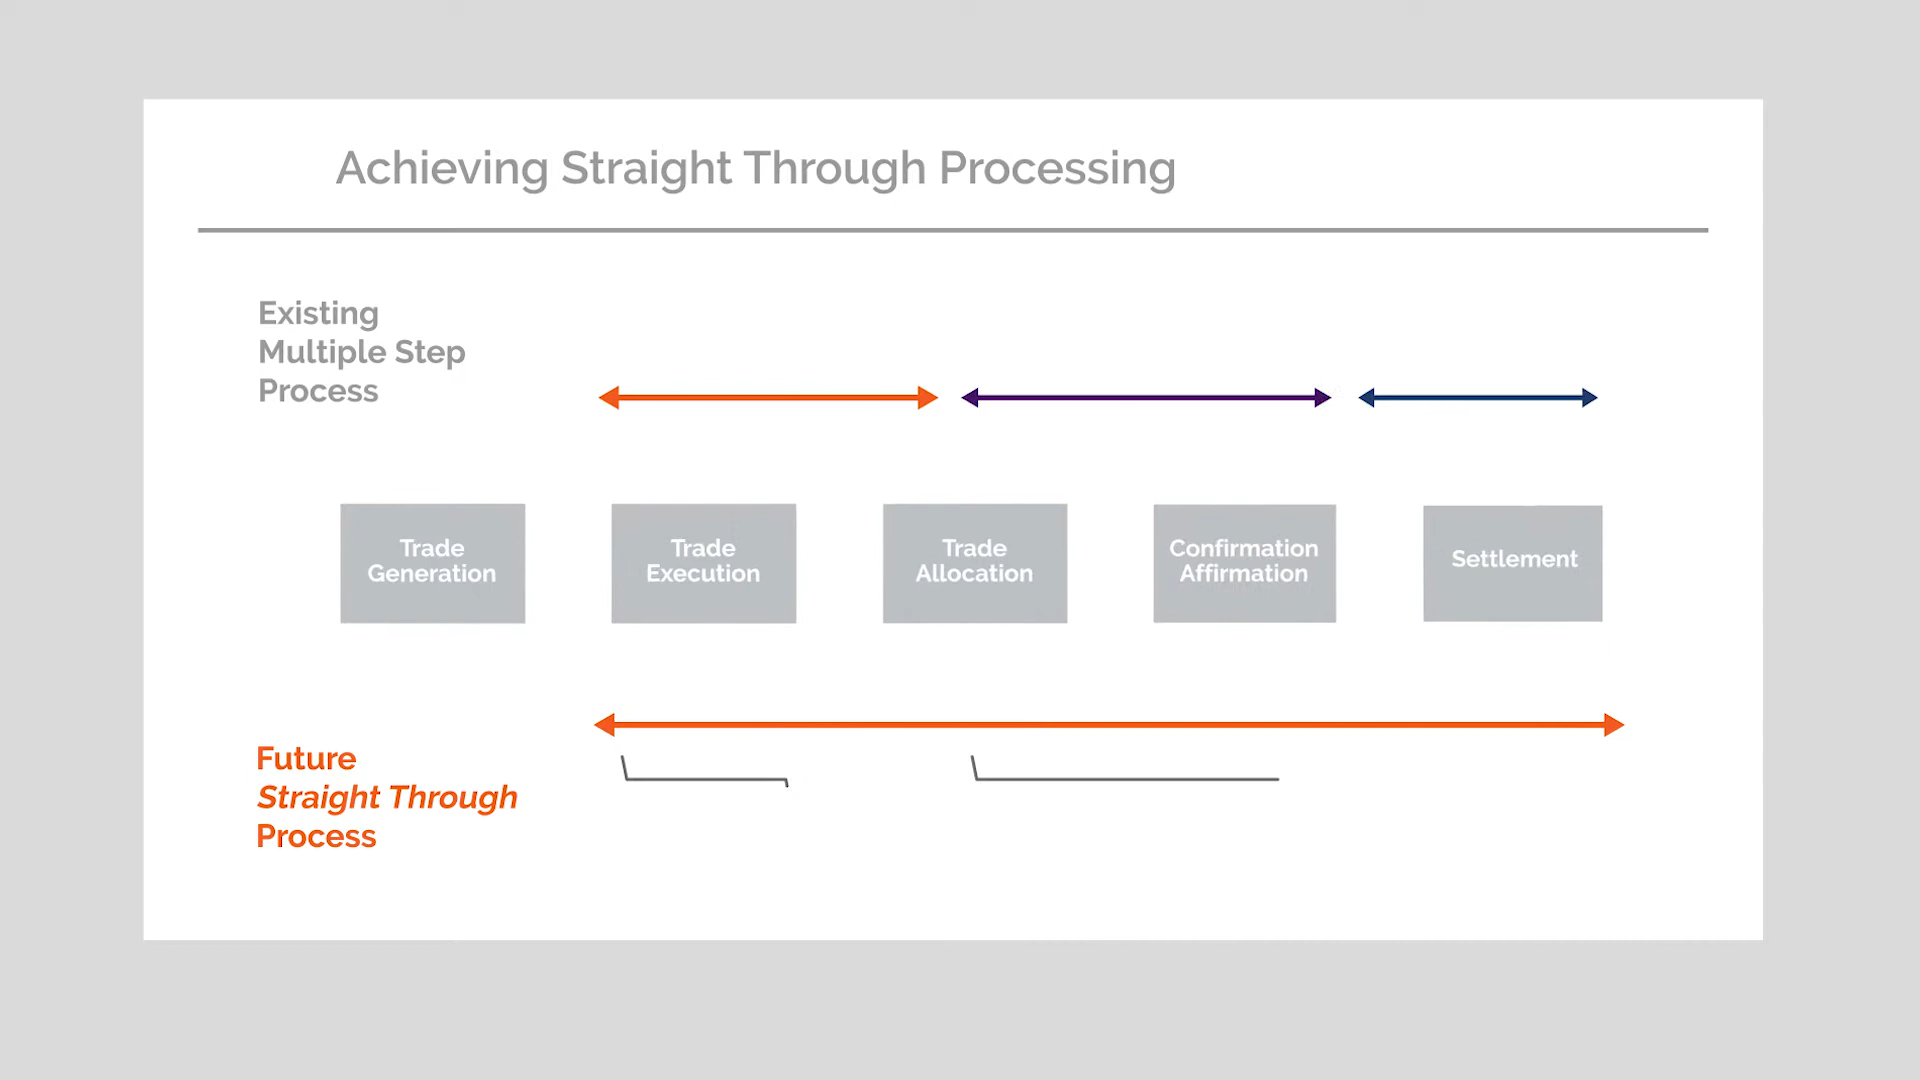 Achieving Straight Through Processing
Existing
Multiple Step
Process
Trade
Generation
Trade
Execution
Trade
Allocation
Confirmation
Affirmation
Settlement
Future
Straight Through
Process